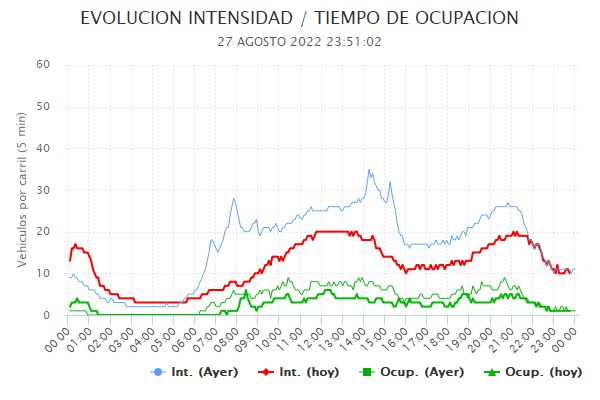 EVOLUCION INTENSIDAD / TIEMPO DE OCUPACION
27 AGOSTO 2022 23:51:02
Vehiculos por carril (5 min)
60
50
40
30
20
10
0
00:00 01:00 02:00 03:00 04:00 05:00 06:00 07:00 08:00 09:00 10:00 11:00 12:00 13:00 14:00 15:00 16:00 17:00 18:00 19:00 20:00 21:00 22:00 23:00 00:00
Int. (Ayer) Int. (hoy) Ocup. (Ayer) Ocup. (hoy)